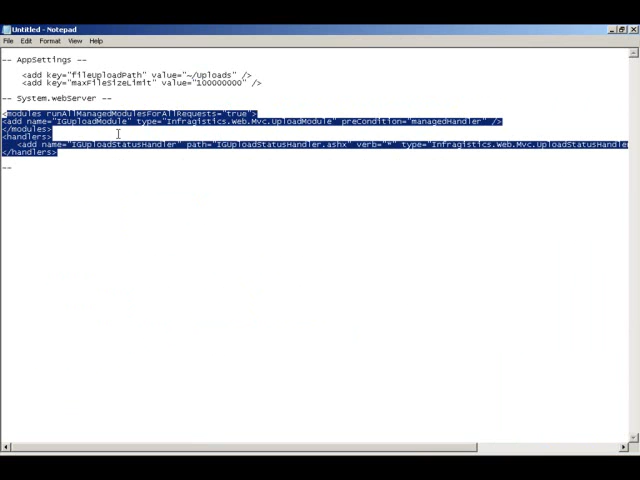 Untitled - Notepad
File Edit Format View Help
-- AppSettings --
<add key="fileUploadPath" value="~/Uploads" />
<add key="maxFileSizeLimit" value="100000000" />
-- System.webServer --
<modules runAllManagedModulesForAllRequests="true">
<add name="IGUploadModule" type="Infragistics.Web.Mvc.UploadModule" preCondition="managedHandler" />
</modules>
<handlers>
<add name="IGUploadStatusHandler" path="IGUploadStatusHandler.ashx" verb="*" type="Infragistics.Web.Mvc.UploadStatusHandler
</handlers>
--